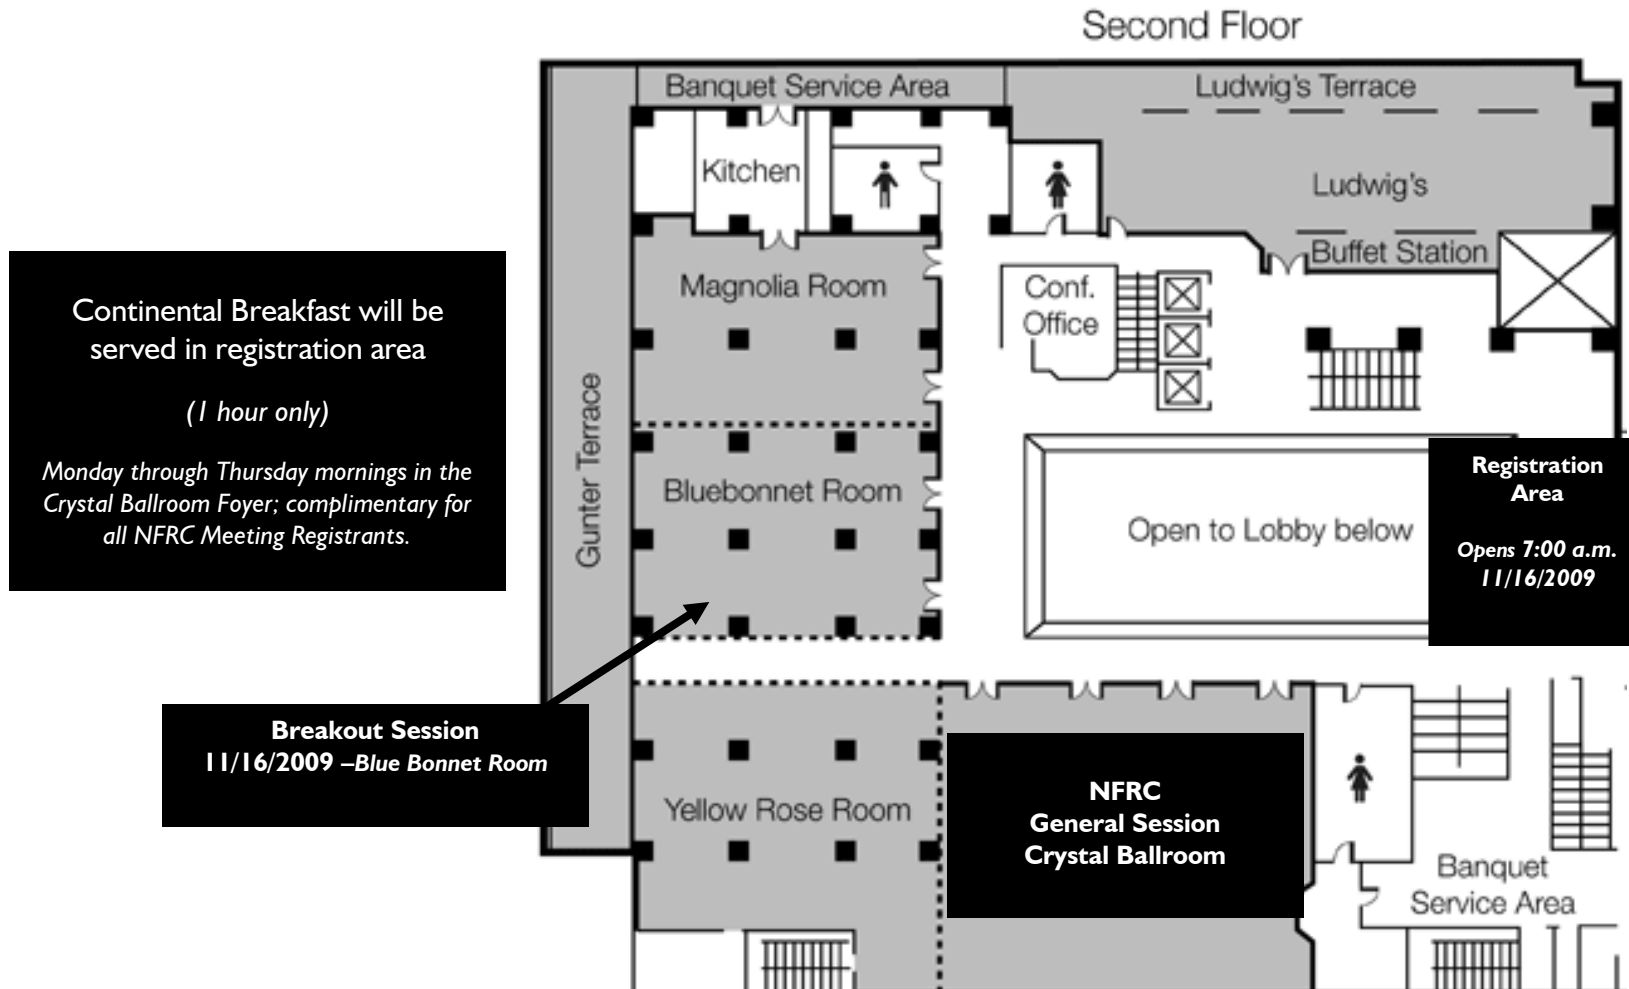 Second Floor
Banquet Service Area
Ludwig's Terrace
Kitchen
Ludwig's
Buffet Station
Magnolia Room
Conf.
Office
Continental Breakfast will be
served in registration area
(1 hour only)
Monday through Thursday mornings in the
Crystal Ballroom Foyer; complimentary for
all NFRC Meeting Registrants.
Gunter Terrace
Bluebonnet Room
Open to Lobby below
Registration
Area
Opens 7:00 a.m.
11/16/2009
Breakout Session
11/16/2009 –Blue Bonnet Room
Yellow Rose Room
NFRC
General Session
Crystal Ballroom
Banquet
Service Area